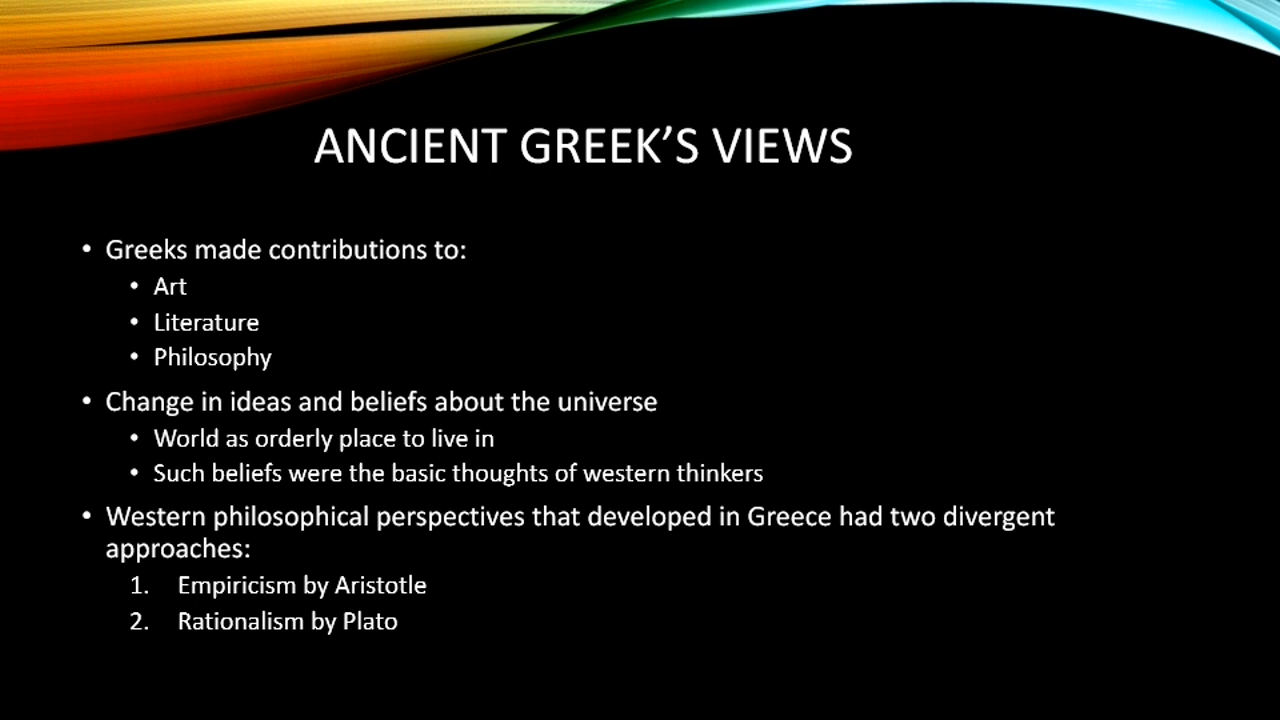 ANCIENT GREEK’S VIEWS
• Greeks made contributions to:
• Art
• Literature
• Philosophy
• Change in ideas and beliefs about the universe
• World as orderly place to live in
• Such beliefs were the basic thoughts of western thinkers
• Western philosophical perspectives that developed in Greece had two divergent
approaches:
1. Empiricism by Aristotle
2. Rationalism by Plato